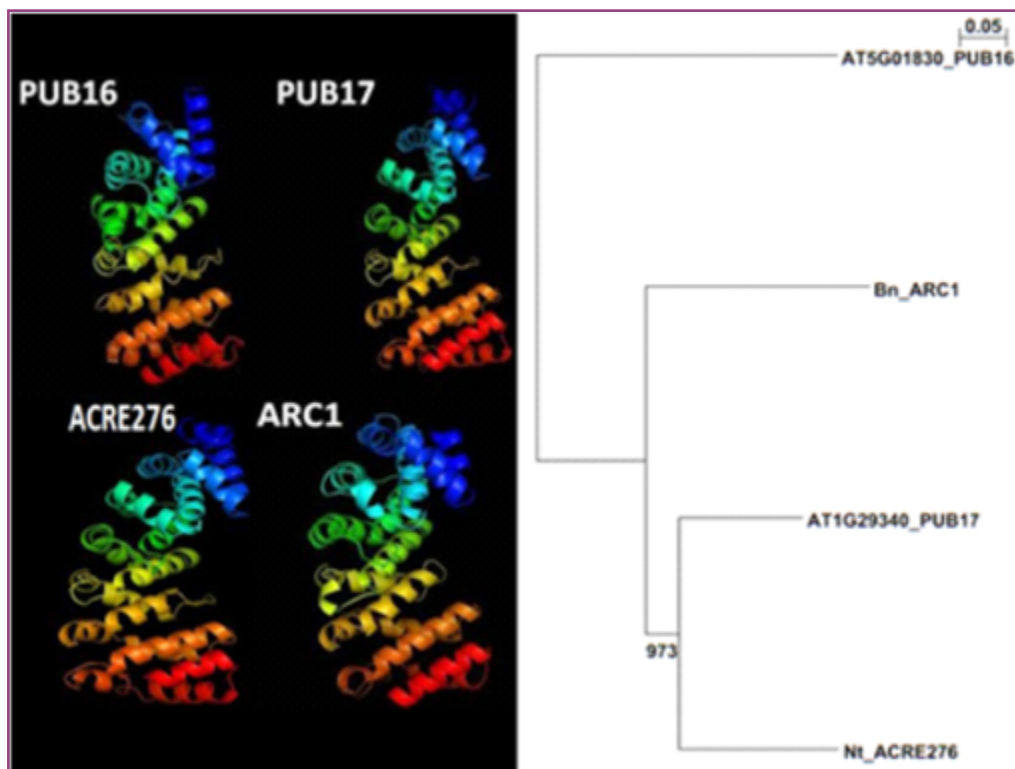 PUB16
PUB17
ACRE276
ARC1
0.05
AT5G01830_PUB16
Bn_ARC1
AT1G29340_PUB17
973
Nt_ACRE276